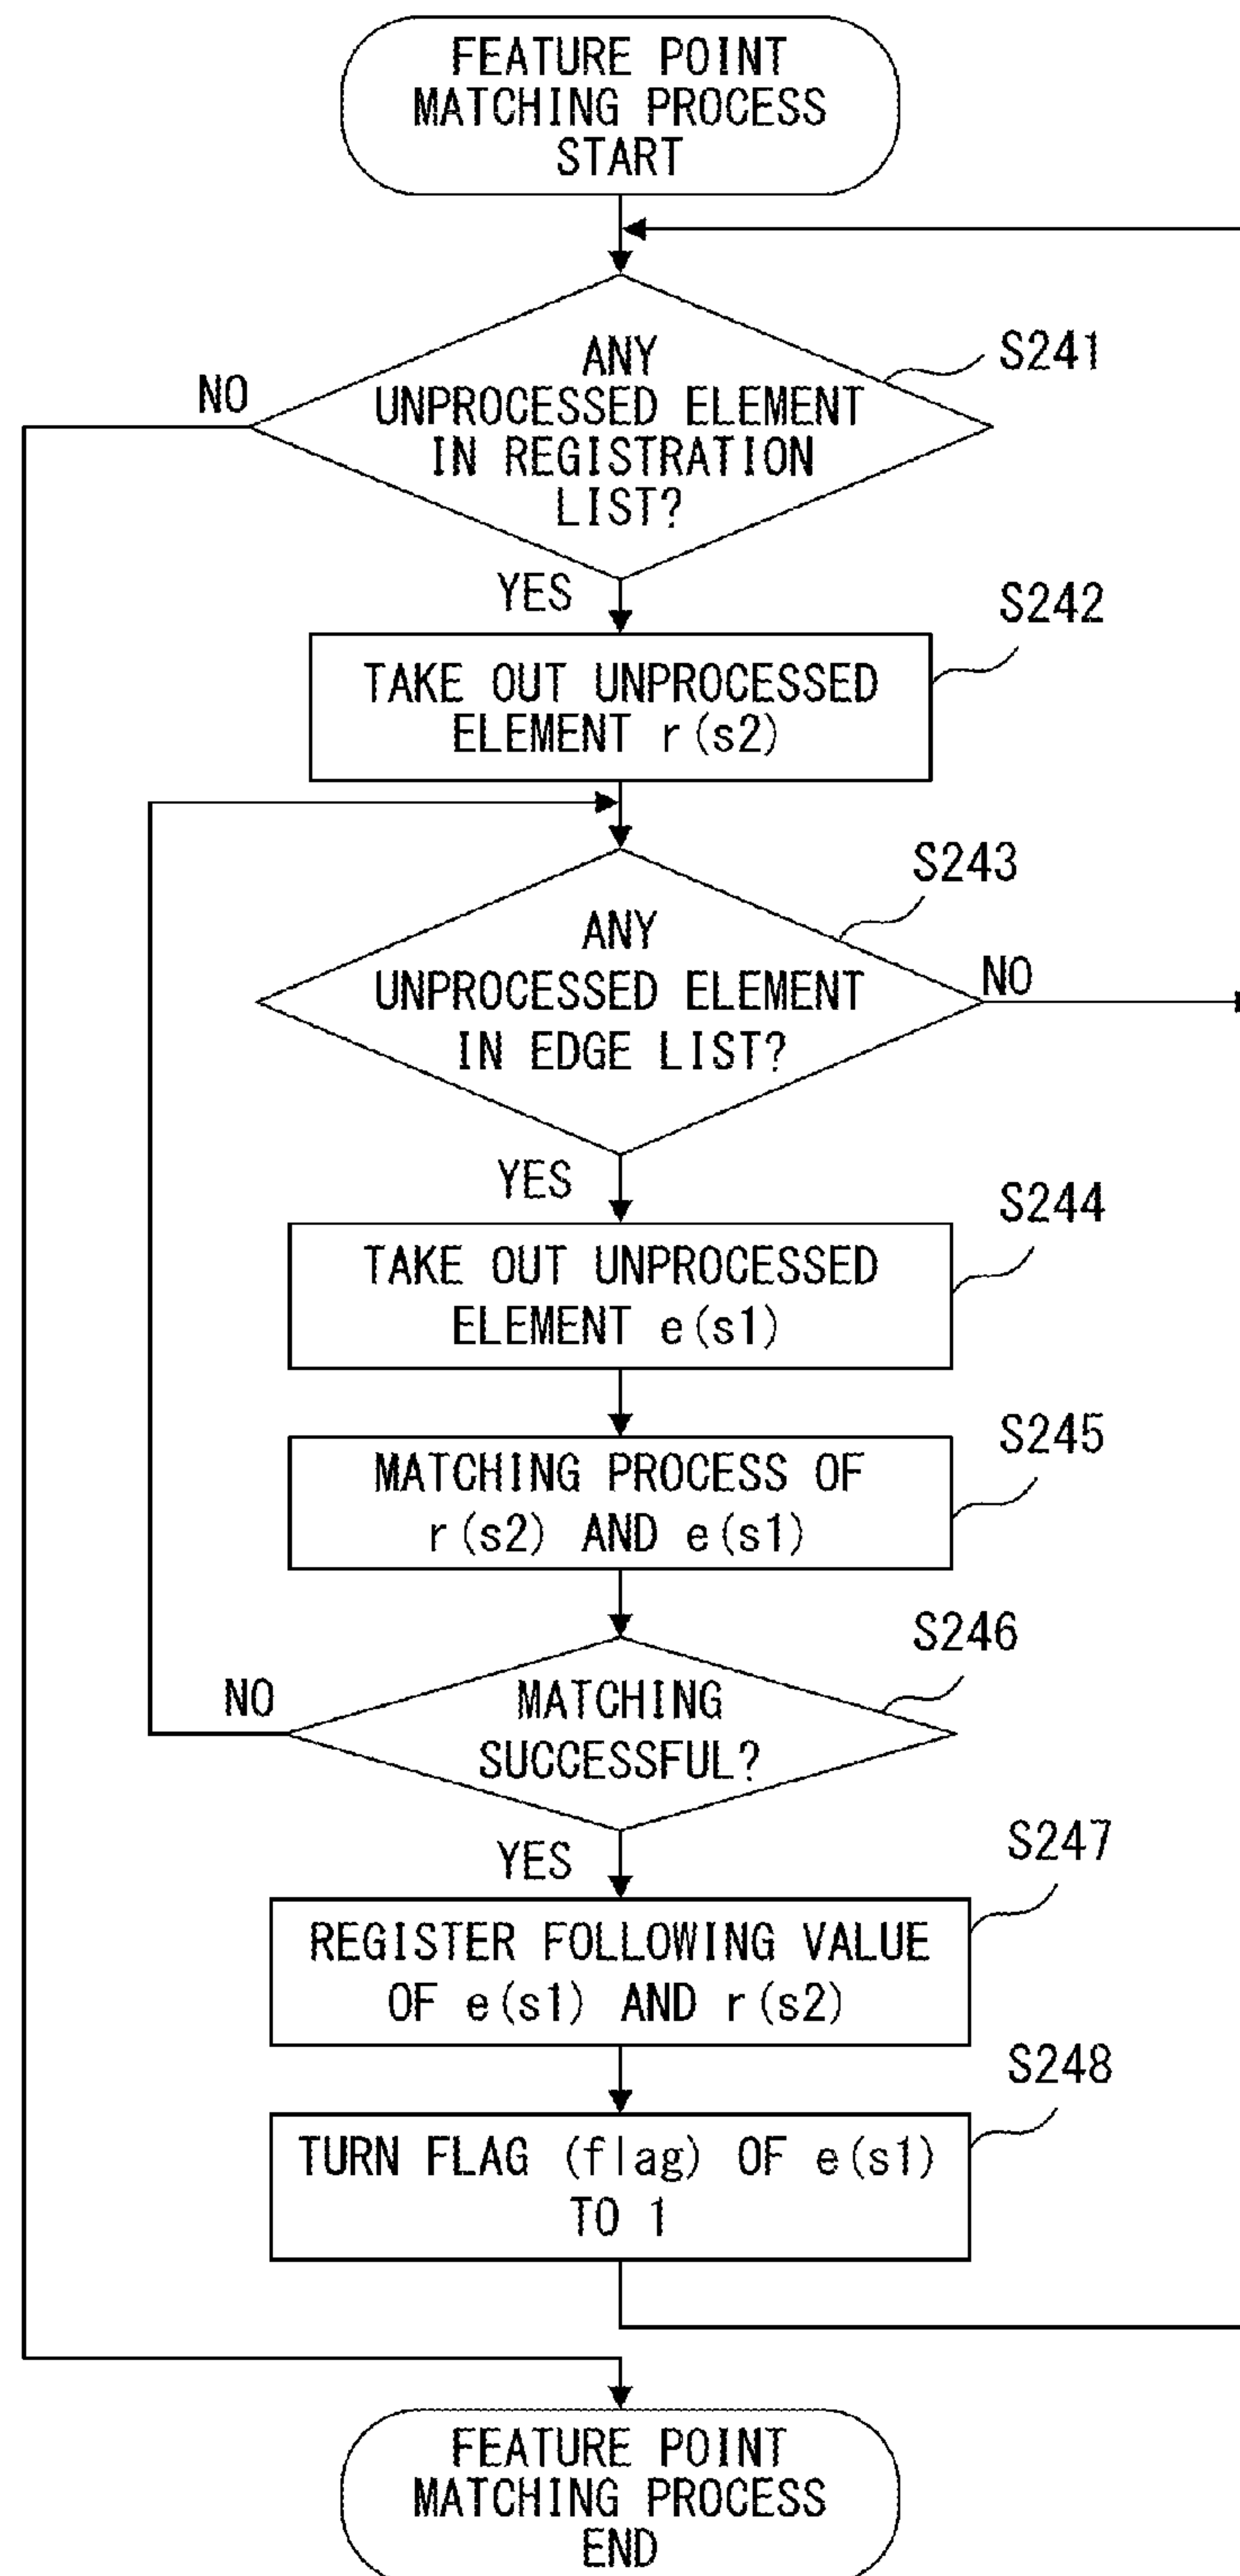 FEATURE POINT
MATCHING PROCESS
START
ANY
UNPROCESSED ELEMENT
IN REGISTRATION
LIST?
S241
NO
YES
S242
TAKE OUT UNPROCESSED
ELEMENT r(s2)
S243
ANY
UNPROCESSED ELEMENT
IN EDGE LIST?
NO
YES
S244
TAKE OUT UNPROCESSED
ELEMENT e(s1)
S245
MATCHING PROCESS OF
r(s2) AND e(s1)
S246
MATCHING
SUCCESSFUL?
NO
YES
S247
REGISTER FOLLOWING VALUE
OF e(s1) AND r(s2)
S248
TURN FLAG (flag) OF e(s1)
TO 1
FEATURE POINT
MATCHING PROCESS
END